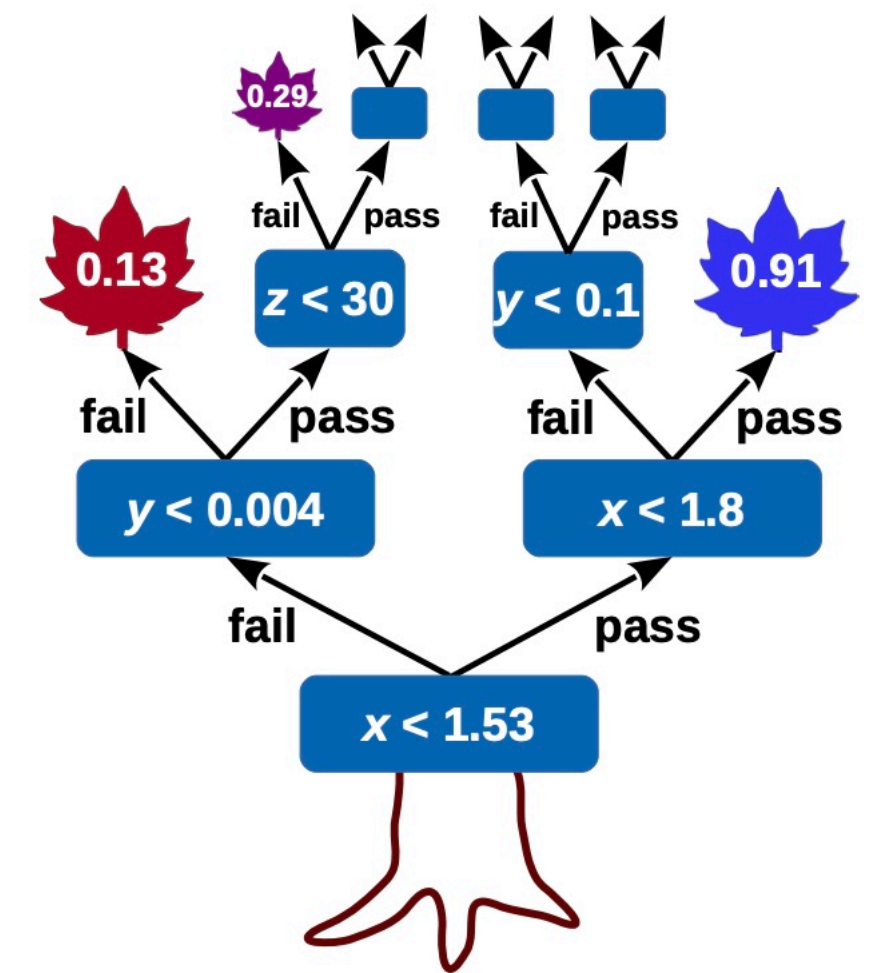 0.29
fail pass fail pass
0.13 z < 30 y < 0.1 0.91
fail pass fail pass
y < 0.004 x < 1.8
fail pass
x < 1.53